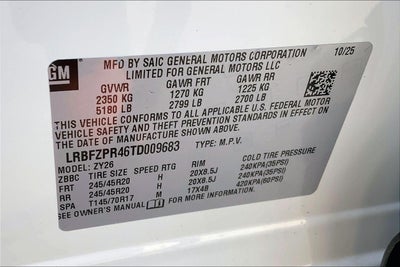 GM
MFD BY SAIC GENERAL MOTORS CORPORATION 10/25
LIMITED FOR GENERAL MOTORS LLC
GVWR GAWR FRT GAWR RR
2350 KG 1270 KG 1225 KG
5180 LB 2799 LB 2700 LB
THIS VEHICLE CONFORMS TO ALL APPLICABLE U.S. FEDERAL MOTOR
VEHICLE SAFETY, BUMPER, AND THEFT PREVENTION STANDARDS IN EFFECT ON
THE DATE OF MANUFACTURE SHOWN ABOVE.
LRBFZPR46TD009683 TYPE: M.P.V.
MODEL: ZY26
ZBBC TIRE SIZE SPEED RTG RIM COLD TIRE PRESSURE
FRT 245/45R20 H 20X8.5J 240KPA(35PSI)
RR 245/45R20 H 20X8.5J 240KPA(35PSI)
SPA T145/70R17 M 17X4B 420KPA(60PSI)
SEE OWNER'S MANUAL FOR ADDITIONAL INFORMATION